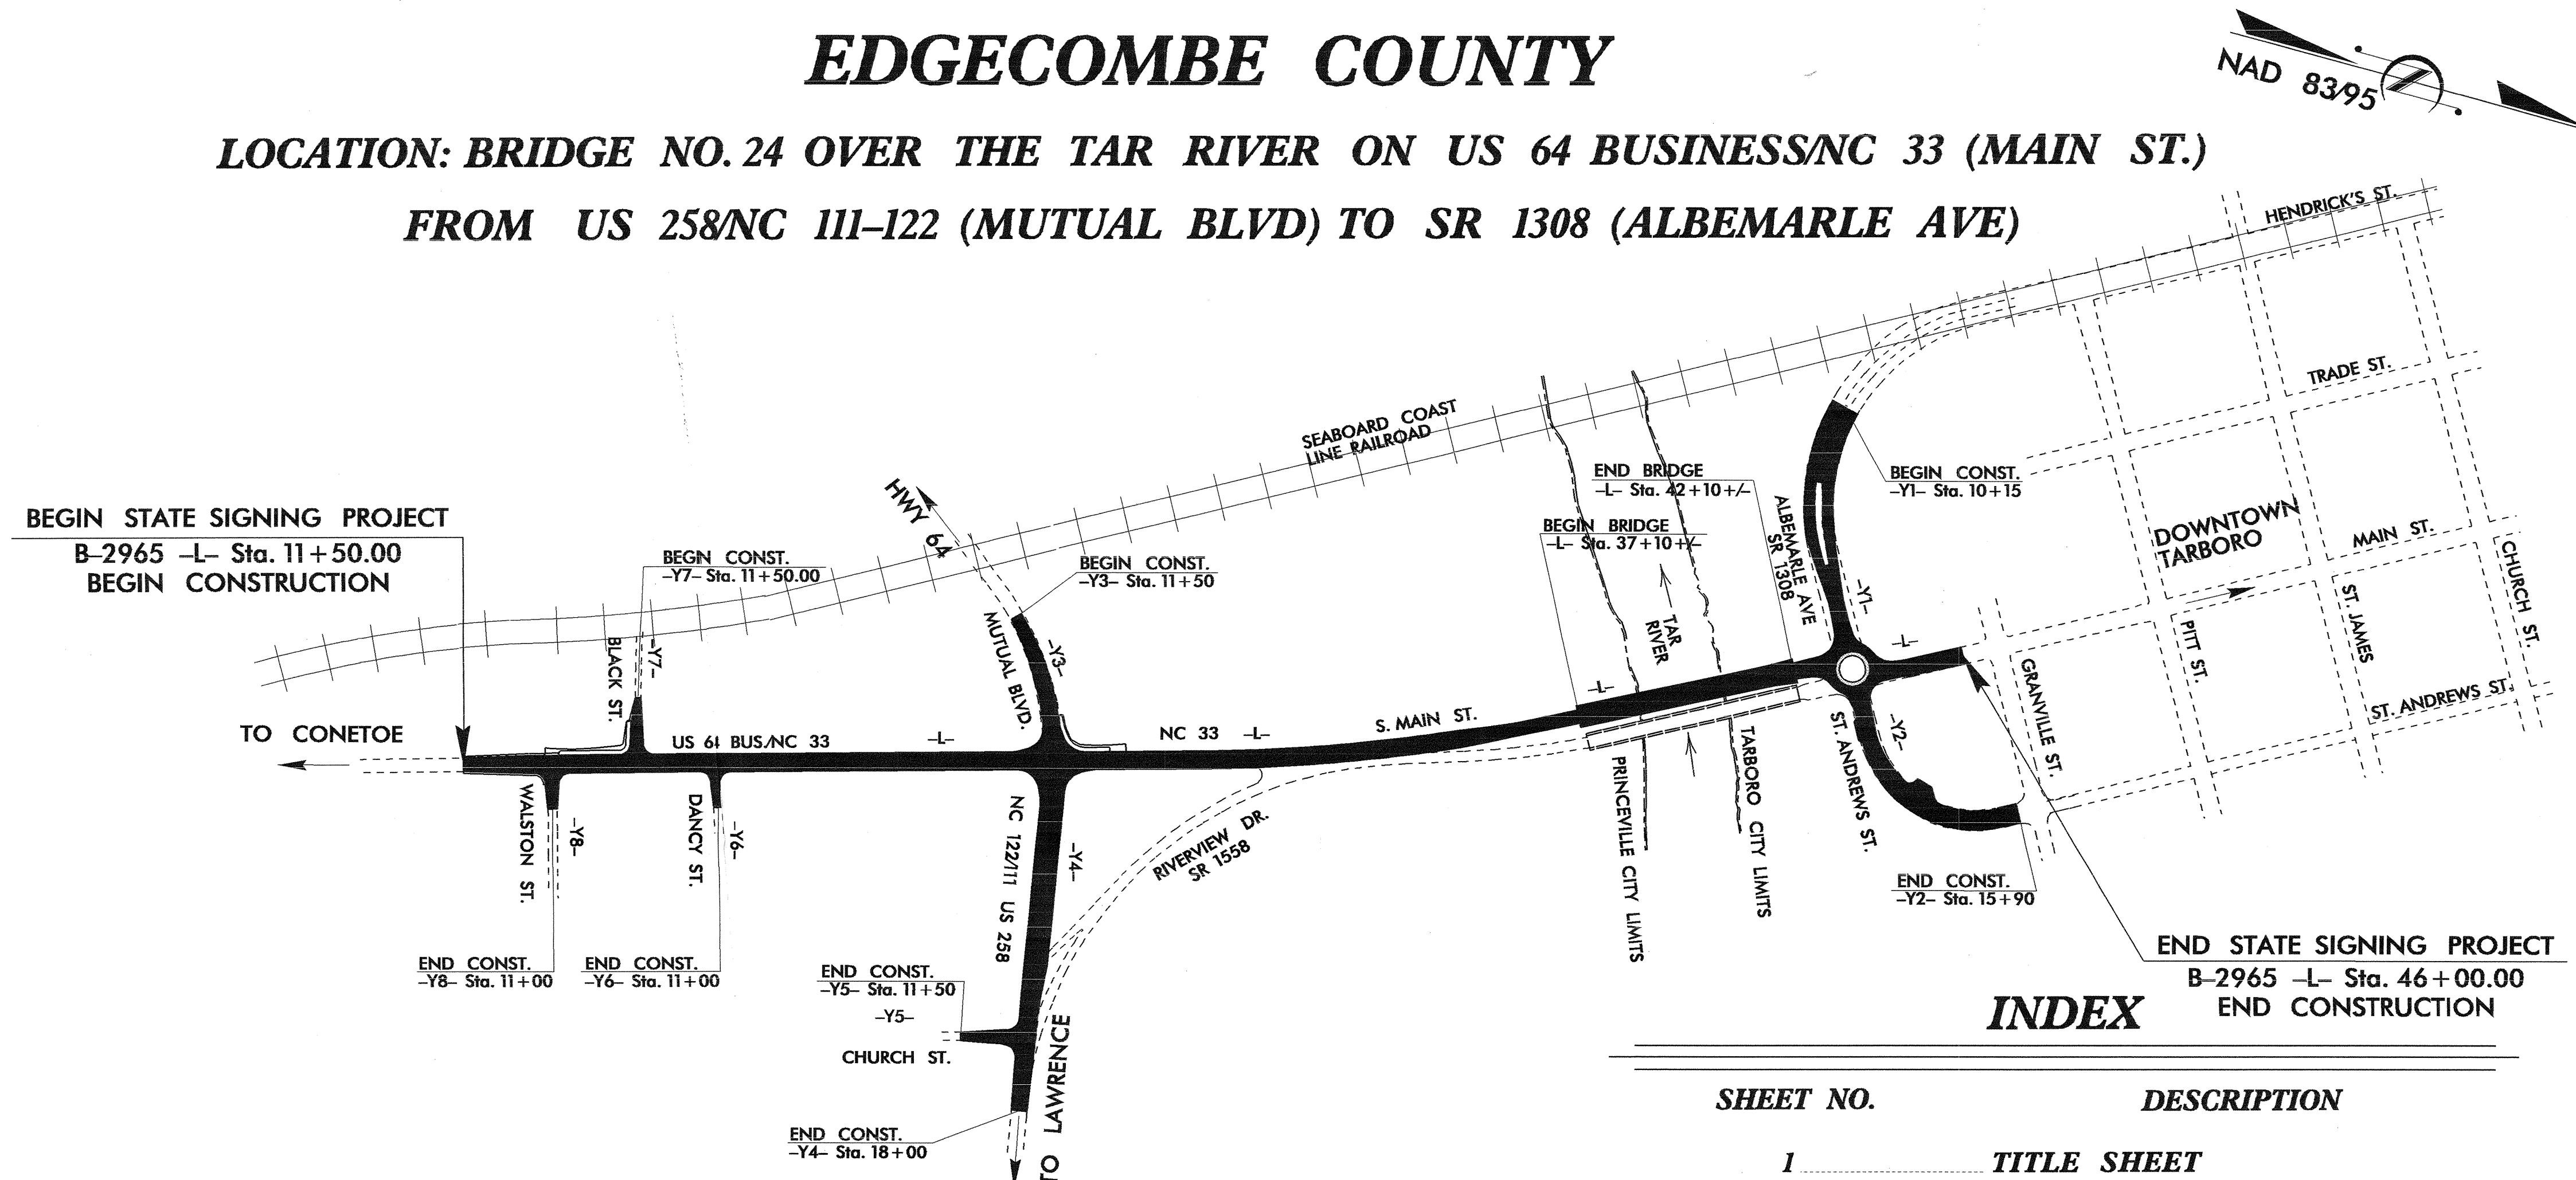 EDGECOMBE COUNTY
NAD 83/95
LOCATION: BRIDGE NO. 24 OVER THE TAR RIVER ON US 64 BUSINESS/NC 33 (MAIN ST.)
FROM US 258/NC 111-122 (MUTUAL BLVD) TO SR 1308 (ALBEMARLE AVE)
HENDRICK'S ST.
TRADE ST.
SEABOARD COAST
LINE RAILROAD
END BRIDGE
-L- Sta. 42+10+/-
BEGIN CONST.
-Y1- Sta. 10+15
HWY 64
BEGIN STATE SIGNING PROJECT
B-2965 -L- Sta. 11+50.00
BEGIN CONSTRUCTION
BEGIN BRIDGE
-L- Sta. 37+10+/-
ALBEMARLE AVE
SR 1308
DOWNTOWN
TARBORO
MAIN ST.
CHURCH ST.
BEGIN CONST.
-Y7- Sta. 11+50.00
BEGIN CONST.
-Y3- Sta. 11+50
-Y1-
TAR
RIVER
BLACK ST.
-Y7-
MUTUAL BLVD.
-Y3-
-L-
PITT ST.
ST. JAMES
GRANVILLE ST.
ST. ANDREWS ST.
TO CONETOE
US 64 BUS/NC 33
-L-
NC 33
-L-
S. MAIN ST.
-L-
ST. ANDREWS ST.
-Y2-
WALSTON ST.
-Y8-
DANCY ST.
-Y6-
NC 122/111 US 258
-Y4-
RIVERVIEW DR.
SR 1558
PRINCEVILLE CITY LIMITS
TARBORO CITY LIMITS
END CONST.
-Y2- Sta. 15+90
END CONST.
-Y8- Sta. 11+00
END CONST.
-Y6- Sta. 11+00
END CONST.
-Y5- Sta. 11+50
-Y5-
CHURCH ST.
END STATE SIGNING PROJECT
B-2965 -L- Sta. 46+00.00
END CONSTRUCTION
TO LAWRENCE
END CONST.
-Y4- Sta. 18+00
INDEX
SHEET NO. DESCRIPTION
1 TITLE SHEET